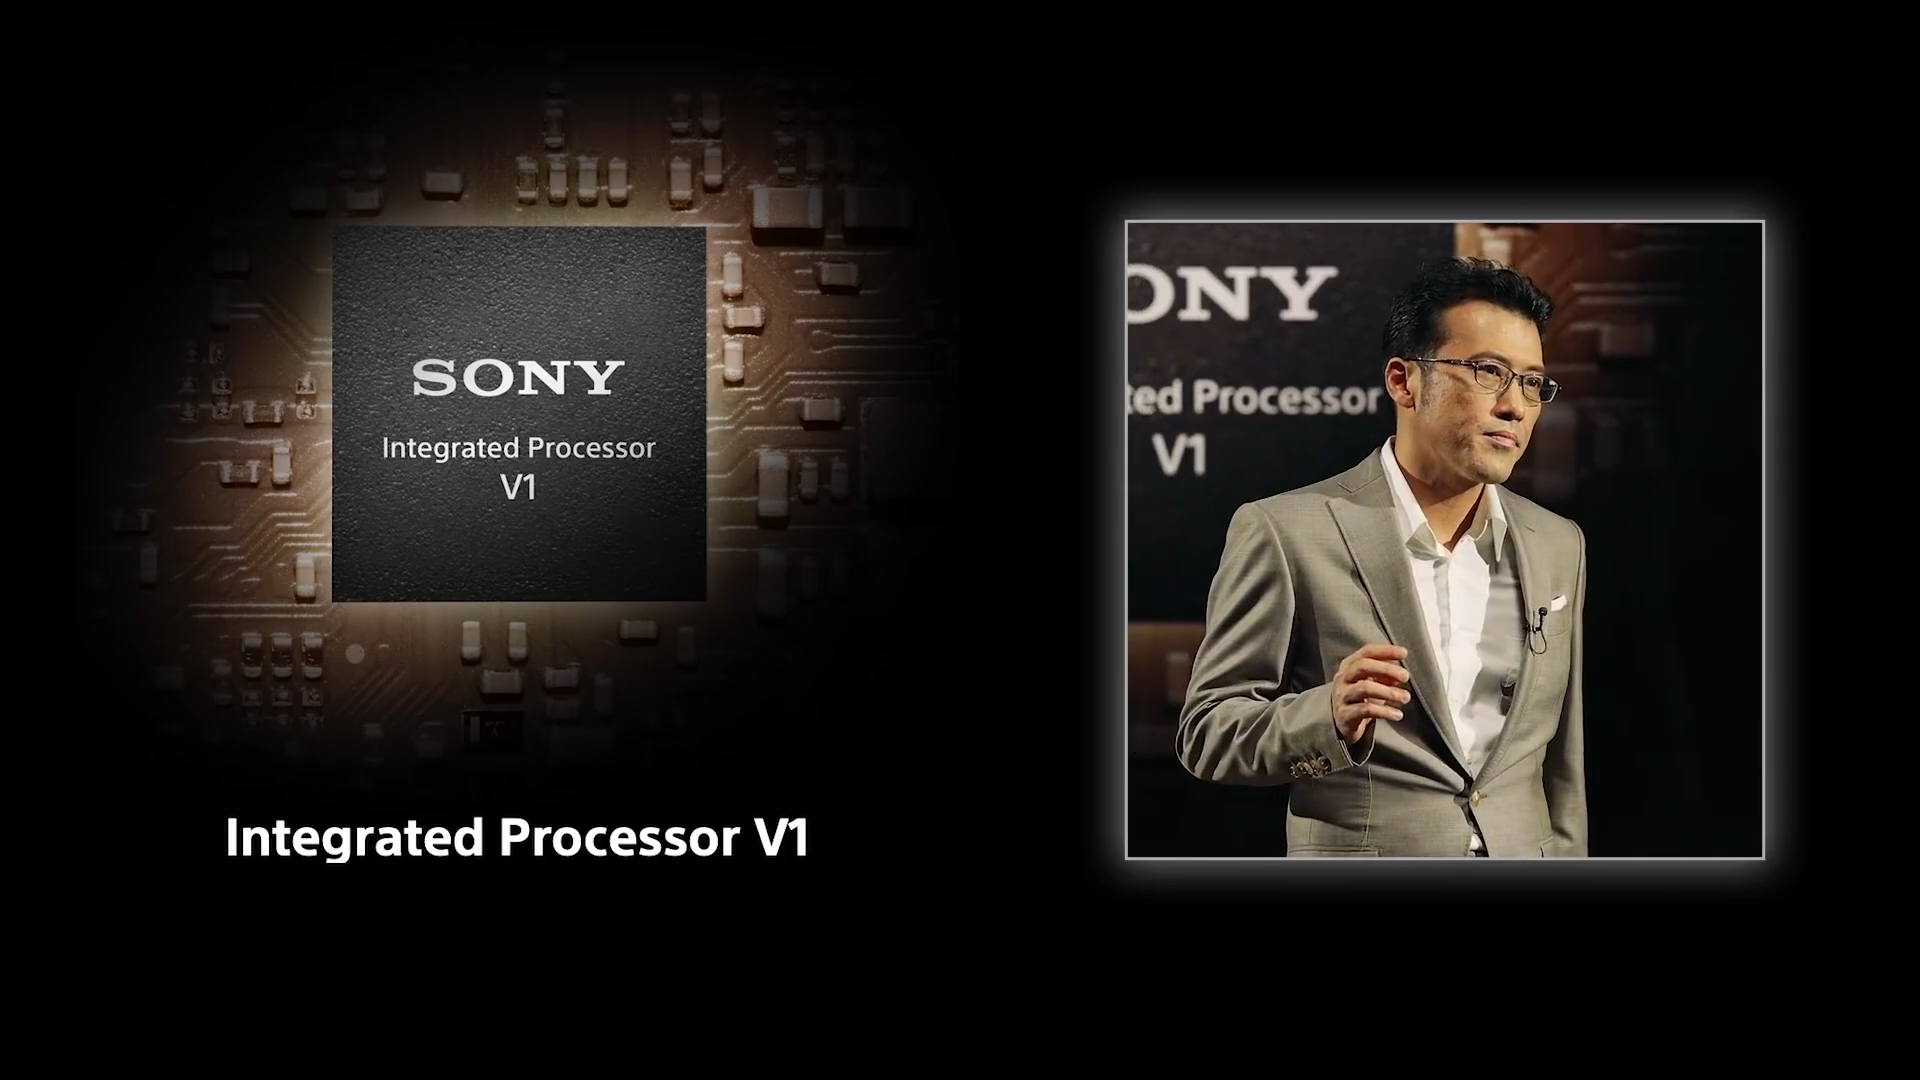 SONY
Integrated Processor
V1
Integrated Processor V1
ONY
ted Processor
V1